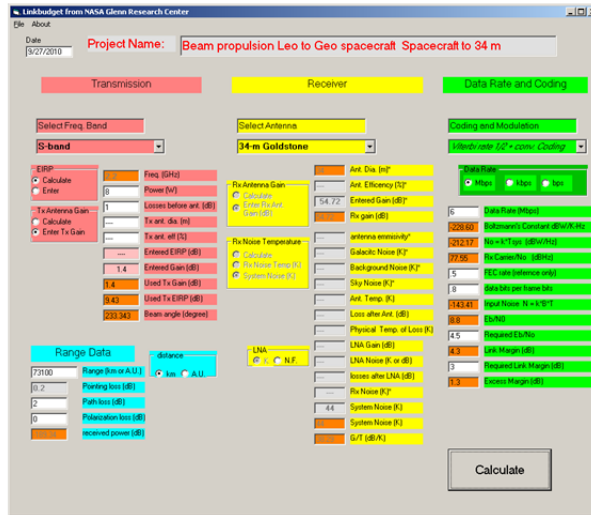 Linkbudget from NASA Glenn Research Center
File About
Date
9/27/2010
Project Name:
Beam propulsion Leo to Geo spacecraft Spacecraft to 34 m
Transmission
Receiver
Data Rate and Coding
Select Freq. Band
S-band
Select Antenna
34-m Goldstone
Coding and Modulation
Viterbi rate 1/2 + conv. Coding
EIRP
Calculate
Enter
Tx Antenna Gain
Calculate
Enter Tx Gain
Freq. (GHz)
8 Power (W)
1 Losses before ant. (dB)
--- Tx ant. dia. (m)
--- Tx ant. eff (%)
--- Entered EIRP (dB)
1.4 Entered Gain (dB)
1.4 Used Tx Gain (dB)
9.43 Used Tx EIRP (dB)
233.343 Beam angle (degree)
Rx Antenna Gain
Calculate
Enter Rx Ant. Gain (dB)
Rx Noise Temperature
Calculate
Rx Noise Temp (K)
System Noise (K)
LNA
K N.F.
Ant. Dia. (m)*
--- Ant. Efficency (%)*
54.72 Entered Gain (dB)*
Rx gain (dB)
--- antenna emmisivity*
--- Galacitc Noise (K)*
--- Background Noise (K)*
--- Sky Noise (K)*
--- Ant. Temp. (K)
--- Loss after Ant. (dB)
--- Physical Temp. of Loss (K)
--- LNA Gain (dB)
--- LNA Noise (K or dB)
--- losses after LNA (dB)
--- Rx Noise (K)*
44 System Noise (K)
System Noise (K)
G/T (dB/K)
Data Rate
Mbps kbps bps
6 Data Rate (Mbps)
-228.60 Boltzmann's Constant dBW/K-Hz
-212.17 No = k*Tsys (dBW/Hz)
77.55 Rx Carrier/No (dBHz)
.5 FEC rate (refernce only)
.8 data bits per frame bits
-143.41 Input Noise N = k*B*T
8.8 Eb/N0
4.5 Required Eb/No
4.3 Link Margin (dB)
3 Required Link Margin (dB)
1.3 Excess Margin (dB)
Range Data
distance
km A.U.
73100 Range (km or A.U.)
0.2 Pointing loss (dB)
2 Path loss (dB)
0 Polarization loss (dB)
received power (dB)
Calculate